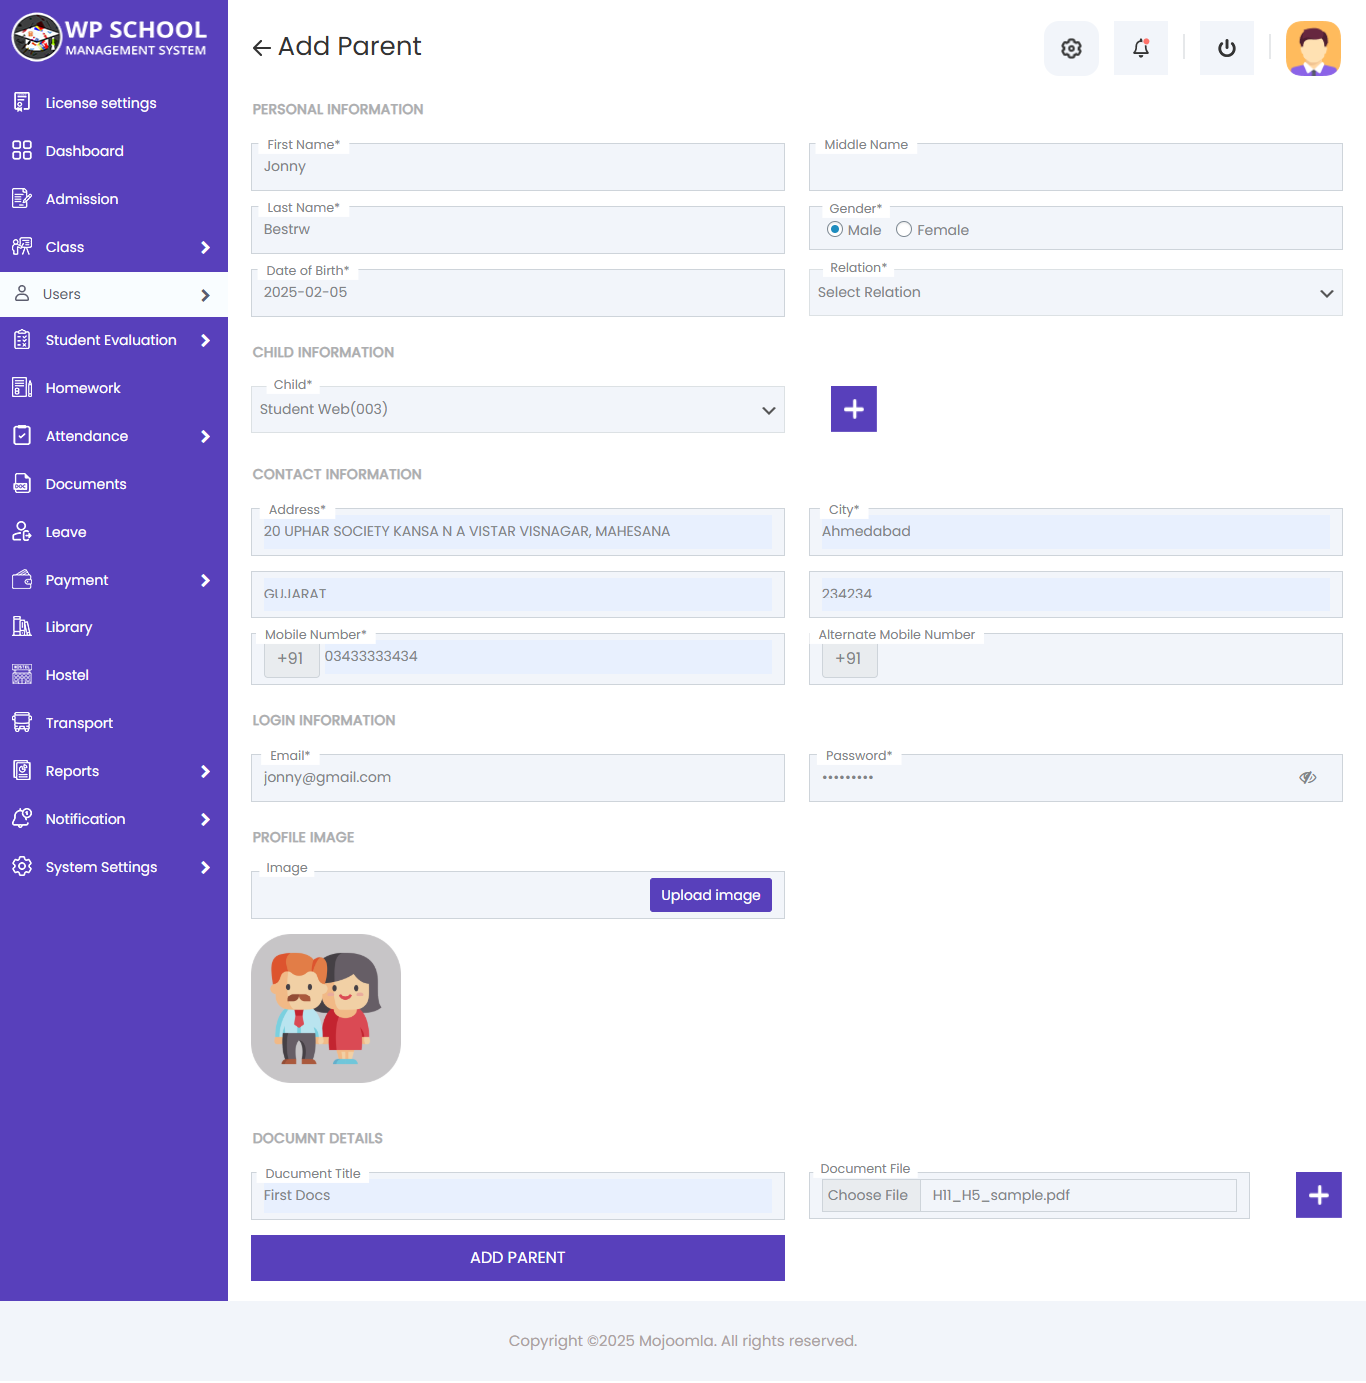 WP SCHOOL
MANAGEMENT SYSTEM
License settings
Dashboard
Admission
Class
Users
Student Evaluation
Homework
Attendance
Documents
Leave
Payment
Library
Hostel
Transport
Reports
Notification
System Settings
Add Parent
PERSONAL INFORMATION
First Name*
Jonny
Middle Name
Last Name*
Bestrw
Gender*
Male Female
Date of Birth*
2025-02-05
Relation*
Select Relation
CHILD INFORMATION
Child*
Student Web(003)
CONTACT INFORMATION
Address*
20 UPHAR SOCIETY KANSA N A VISTAR VISNAGAR, MAHESANA
City*
Ahmedabad
GUJARAT
234234
Mobile Number*
+91 03433333434
Alternate Mobile Number
+91
LOGIN INFORMATION
Email*
jonny@gmail.com
Password*
•••••••••
PROFILE IMAGE
Image
Upload image
DOCUMNT DETAILS
Ducument Title
First Docs
Document File
Choose File H11_H5_sample.pdf
ADD PARENT
Copyright ©2025 Mojoomla. All rights reserved.